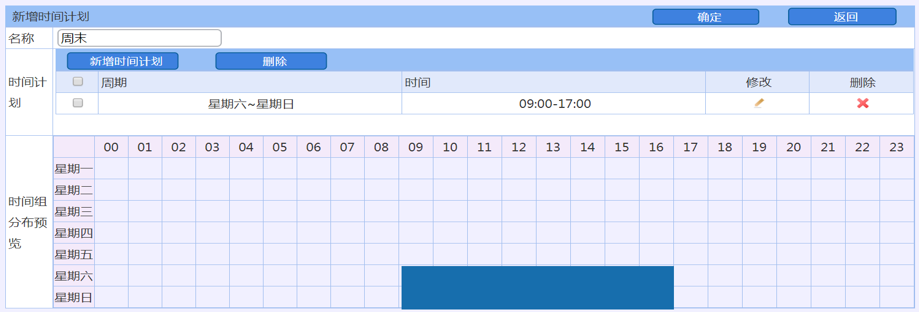 新增时间计划 确定 返回
名称 周末
时间计划
新增时间计划 删除
周期 时间 修改 删除
星期六~星期日 09:00-17:00
时间组分布预览
00 01 02 03 04 05 06 07 08 09 10 11 12 13 14 15 16 17 18 19 20 21 22 23
星期一
星期二
星期三
星期四
星期五
星期六
星期日